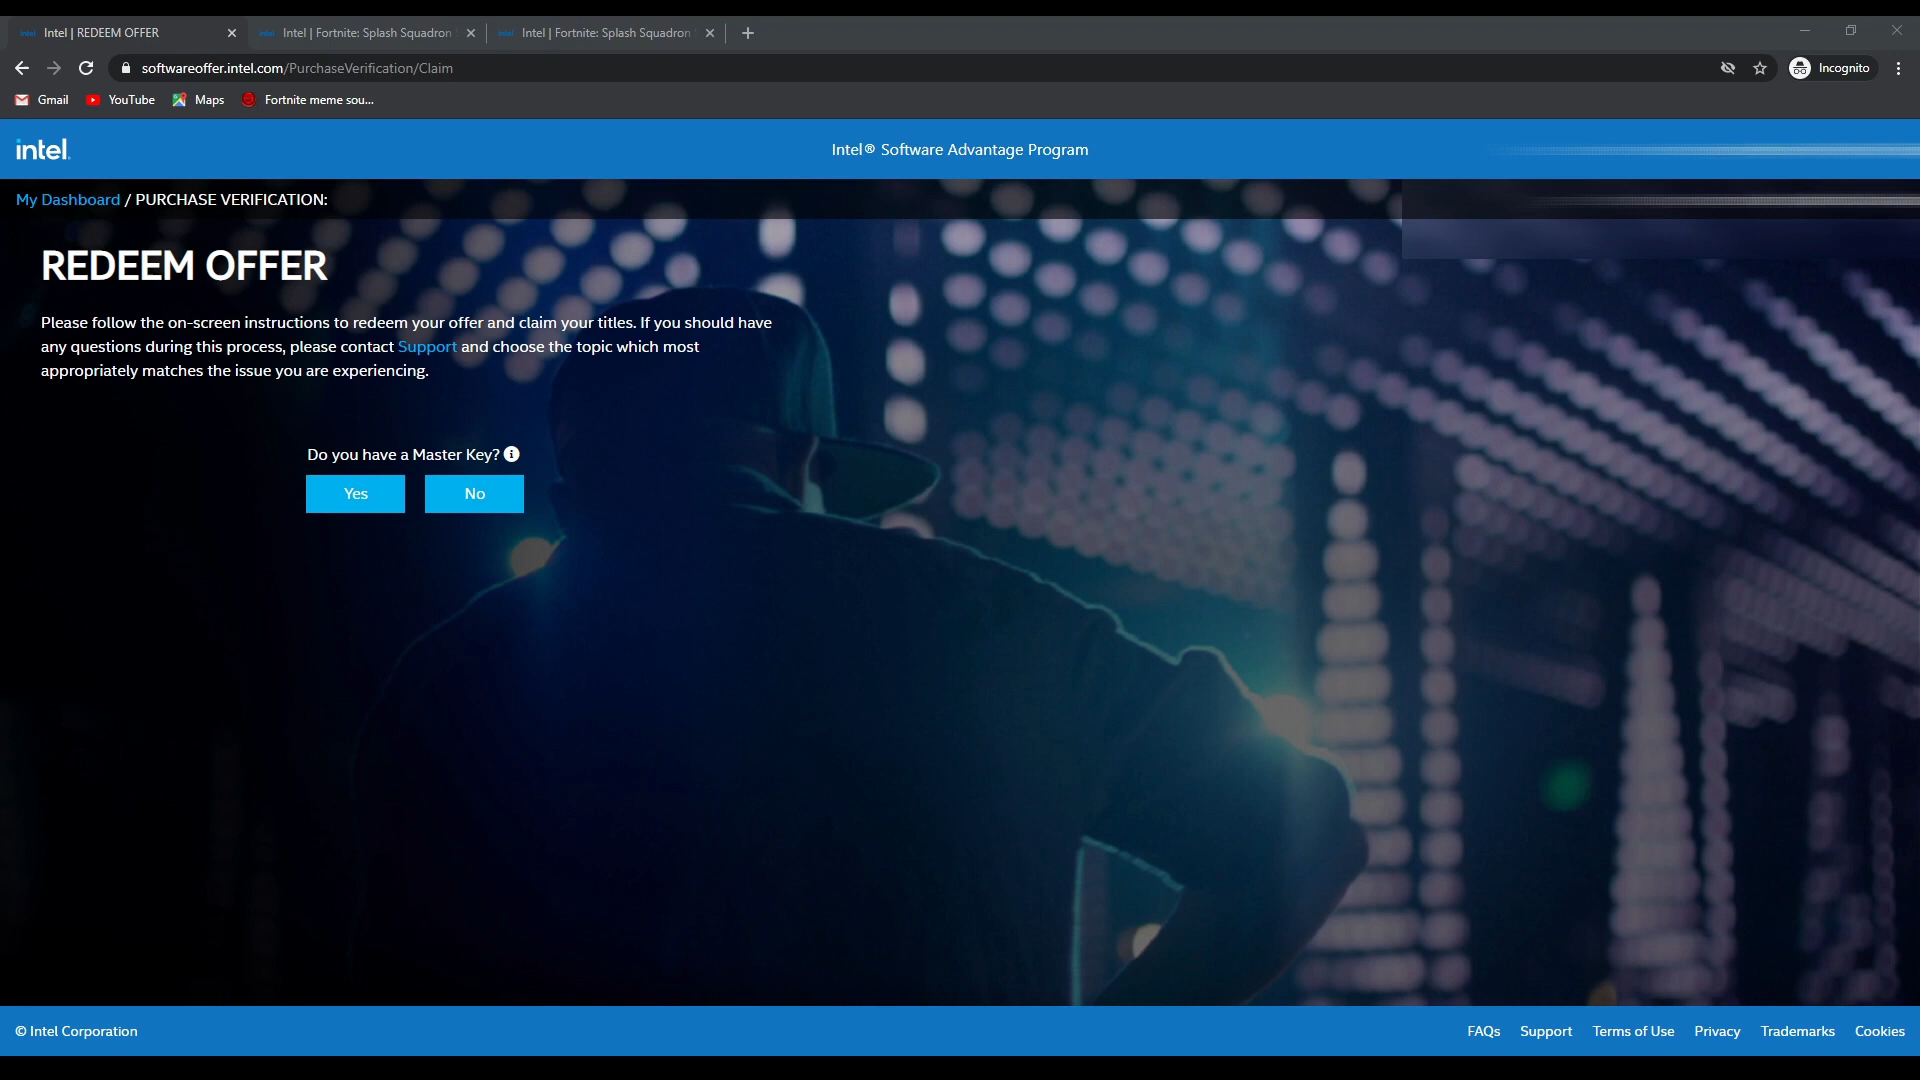 intel Intel | REDEEM OFFER
intel Intel | Fortnite: Splash Squadron
intel Intel | Fortnite: Splash Squadron
softwareoffer.intel.com/PurchaseVerification/Claim
Incognito
Gmail
YouTube
Maps
Fortnite meme sou...
intel.
Intel® Software Advantage Program
My Dashboard / PURCHASE VERIFICATION:
REDEEM OFFER
Please follow the on-screen instructions to redeem your offer and claim your titles. If you should have
any questions during this process, please contact Support and choose the topic which most
appropriately matches the issue you are experiencing.
Do you have a Master Key?
Yes
No
© Intel Corporation
FAQs
Support
Terms of Use
Privacy
Trademarks
Cookies